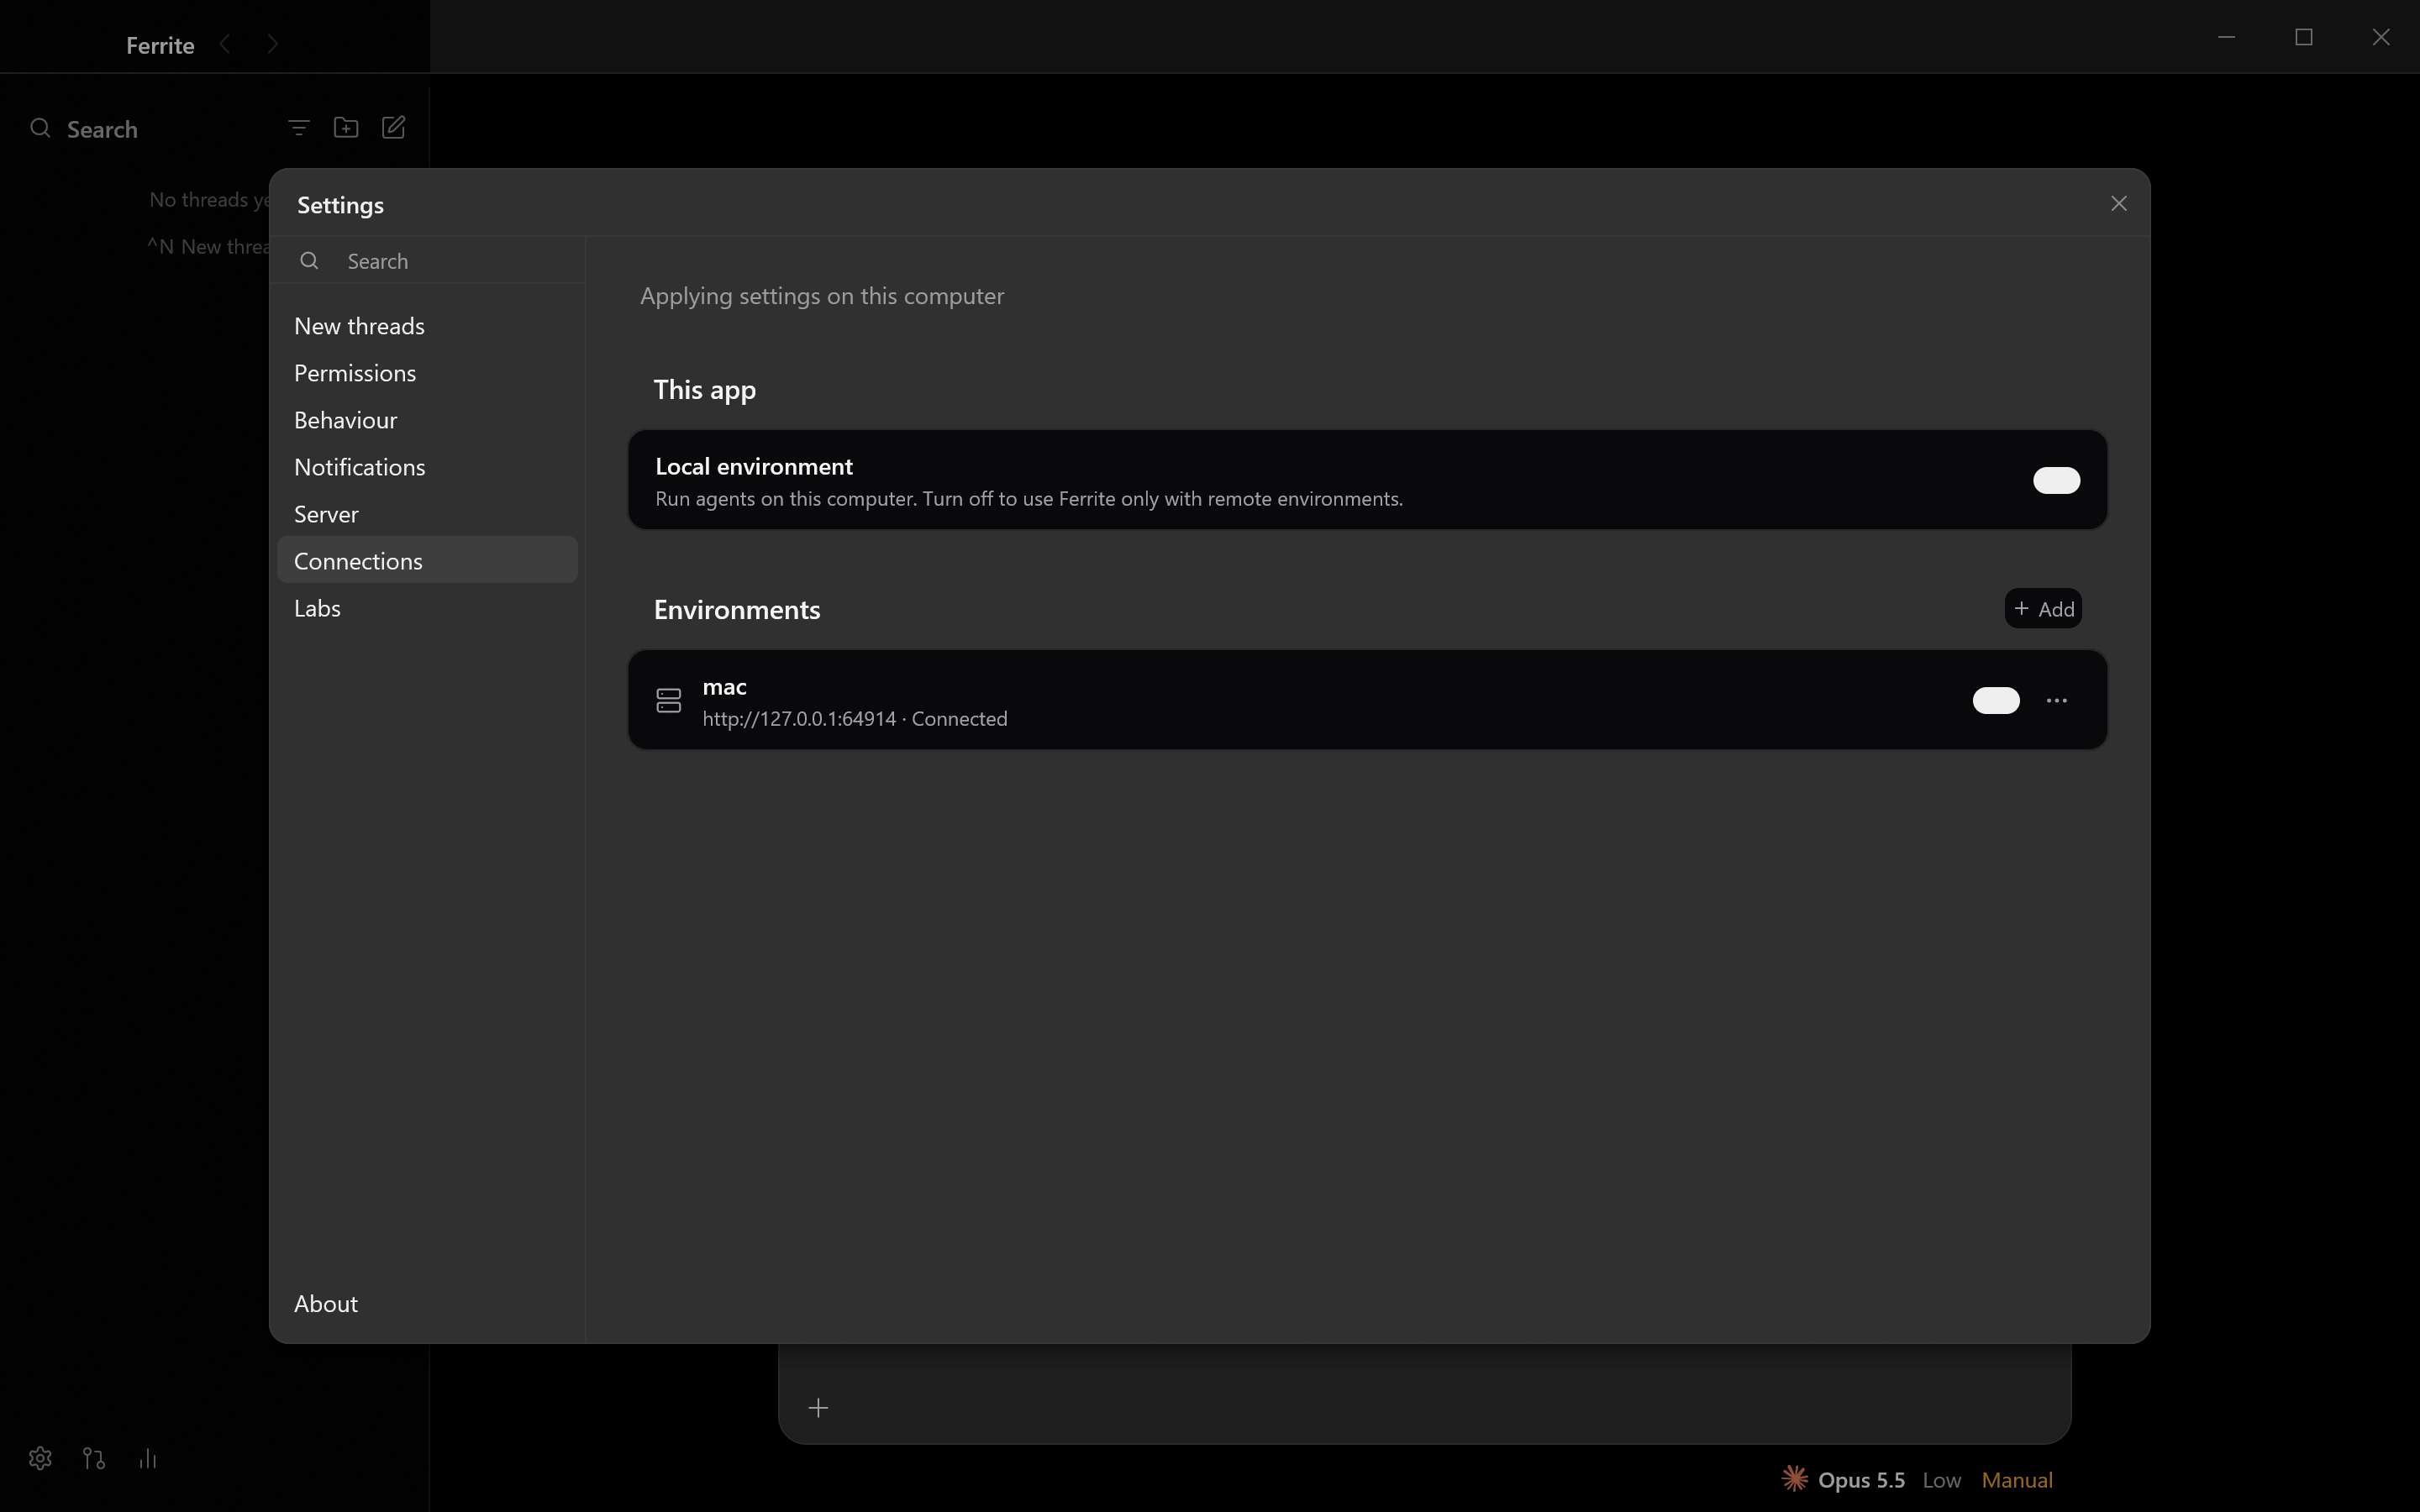 Ferrite
Search
No threads ye
^N New threa
Settings
Search
New threads
Permissions
Behaviour
Notifications
Server
Connections
Labs
About
Applying settings on this computer
This app
Local environment
Run agents on this computer. Turn off to use Ferrite only with remote environments.
Environments
+ Add
mac
http://127.0.0.1:64914 · Connected
Opus 5.5 Low Manual